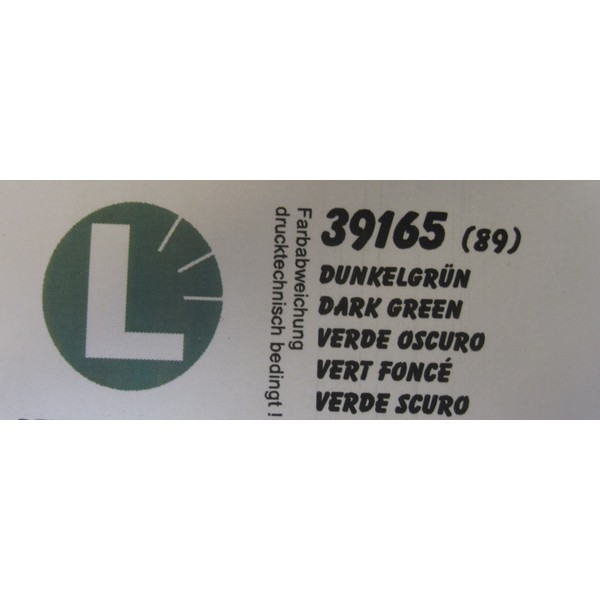 L
Farbabweichung
drucktechnisch bedingt !
39165 (89)
DUNKELGRÜN
DARK GREEN
VERDE OSCURO
VERT FONCÉ
VERDE SCURO